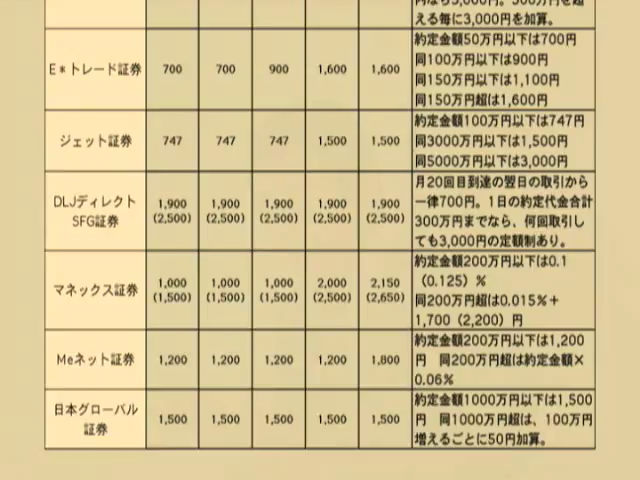 円なら3,000円。300万円を超
える毎に3,000円を加算。
E*トレード証券 700 700 900 1,600 1,600
約定金額50万円以下は700円
同100万円以下は900円
同150万円以下は1,100円
同150万円超は1,600円
ジェット証券 747 747 747 1,500 1,500
約定金額100万円以下は747円
同3000万円以下は1,500円
同5000万円以下は3,000円
DLJディレクト
SFG証券
1,900 1,900 1,900 1,900 1,900
(2,500) (2,500) (2,500) (2,500) (2,500)
月20回目到達の翌日の取引から
一律700円。1日の約定代金合計
300万円までなら、何回取引し
ても3,000円の定額制あり。
マネックス証券
1,000 1,000 1,000 2,000 2,150
(1,500) (1,500) (1,500) (2,500) (2,650)
約定金額200万円以下は0.1
（0.125）％
同200万円超は0.015％＋
1,700（2,200）円
Meネット証券 1,200 1,200 1,200 1,200 1,800
約定金額200万円以下は1,200
円　同200万円超は約定金額×
0.06％
日本グローバル
証券
1,500 1,500 1,500 1,500 1,500
約定金額1000万円以下は1,500
円　同1000万円超は、100万円
増えるごとに50円加算。